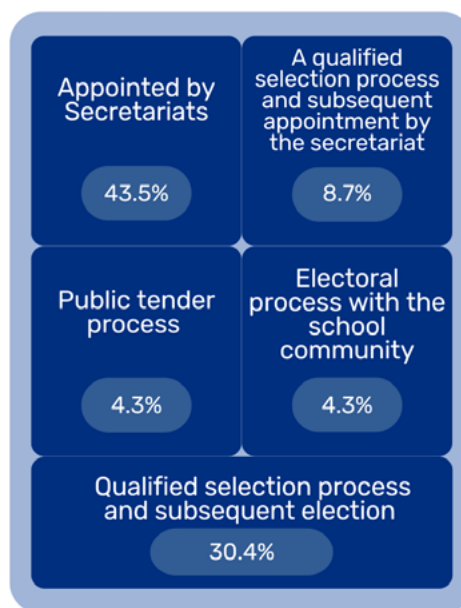 Appointed by
Secretariats
43.5%
A qualified
selection process
and subsequent
appointment by
the secretariat
8.7%
Public tender
process
4.3%
Electoral
process with the
school
community
4.3%
Qualified selection process
and subsequent election
30.4%